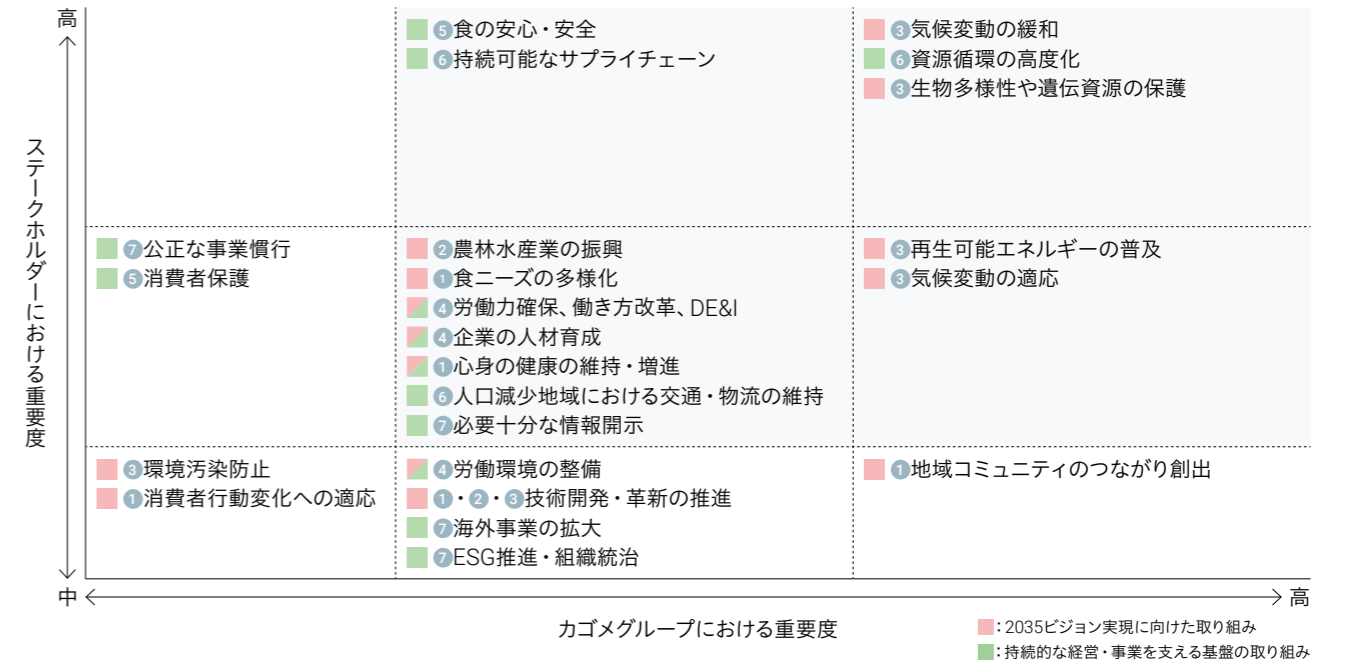 高
ステークホルダーにおける重要度
⑤食の安心・安全
⑥持続可能なサプライチェーン
③気候変動の緩和
⑥資源循環の高度化
③生物多様性や遺伝資源の保護
⑦公正な事業慣行
⑤消費者保護
②農林水産業の振興
①食ニーズの多様化
④労働力確保、働き方改革、DE&I
④企業の人材育成
①心身の健康の維持・増進
⑥人口減少地域における交通・物流の維持
⑦必要十分な情報開示
③再生可能エネルギーの普及
③気候変動の適応
③環境汚染防止
①消費者行動変化への適応
④労働環境の整備
①・②・③技術開発・革新の推進
⑦海外事業の拡大
⑦ESG推進・組織統治
①地域コミュニティのつながり創出
中
高
カゴメグループにおける重要度
：2035ビジョン実現に向けた取り組み
：持続的な経営・事業を支える基盤の取り組み